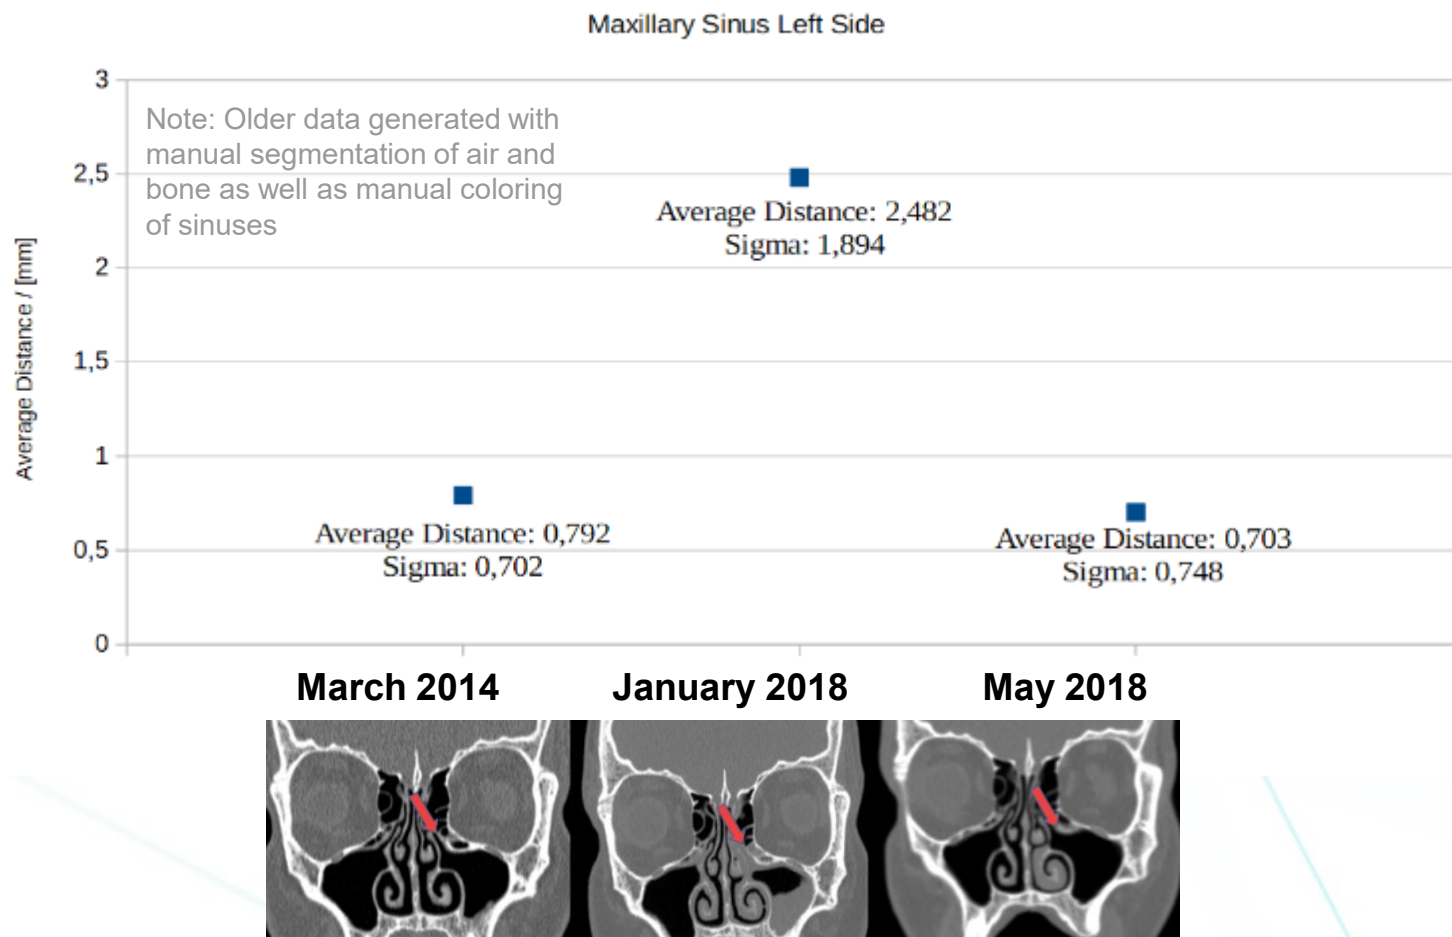 Maxillary Sinus Left Side
3
Note: Older data generated with
manual segmentation of air and
bone as well as manual coloring
of sinuses
2,5
Average Distance: 2,482
Sigma: 1,894
2
Average Distance / [mm]
1,5
1
Average Distance: 0,792
Sigma: 0,702
Average Distance: 0,703
Sigma: 0,748
0,5
0
March 2014
January 2018
May 2018